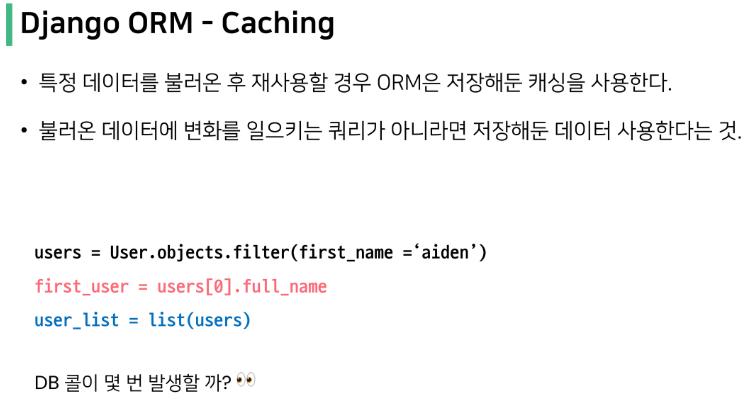 Django ORM - Caching
• 특정 데이터를 불러온 후 재사용할 경우 ORM은 저장해둔 캐싱을 사용한다.
• 불러온 데이터에 변화를 일으키는 쿼리가 아니라면 저장해둔 데이터 사용한다는 것.
users = User.objects.filter(first_name =‘aiden’)
first_user = users[0].full_name
user_list = list(users)
DB 콜이 몇 번 발생할 까? 👀